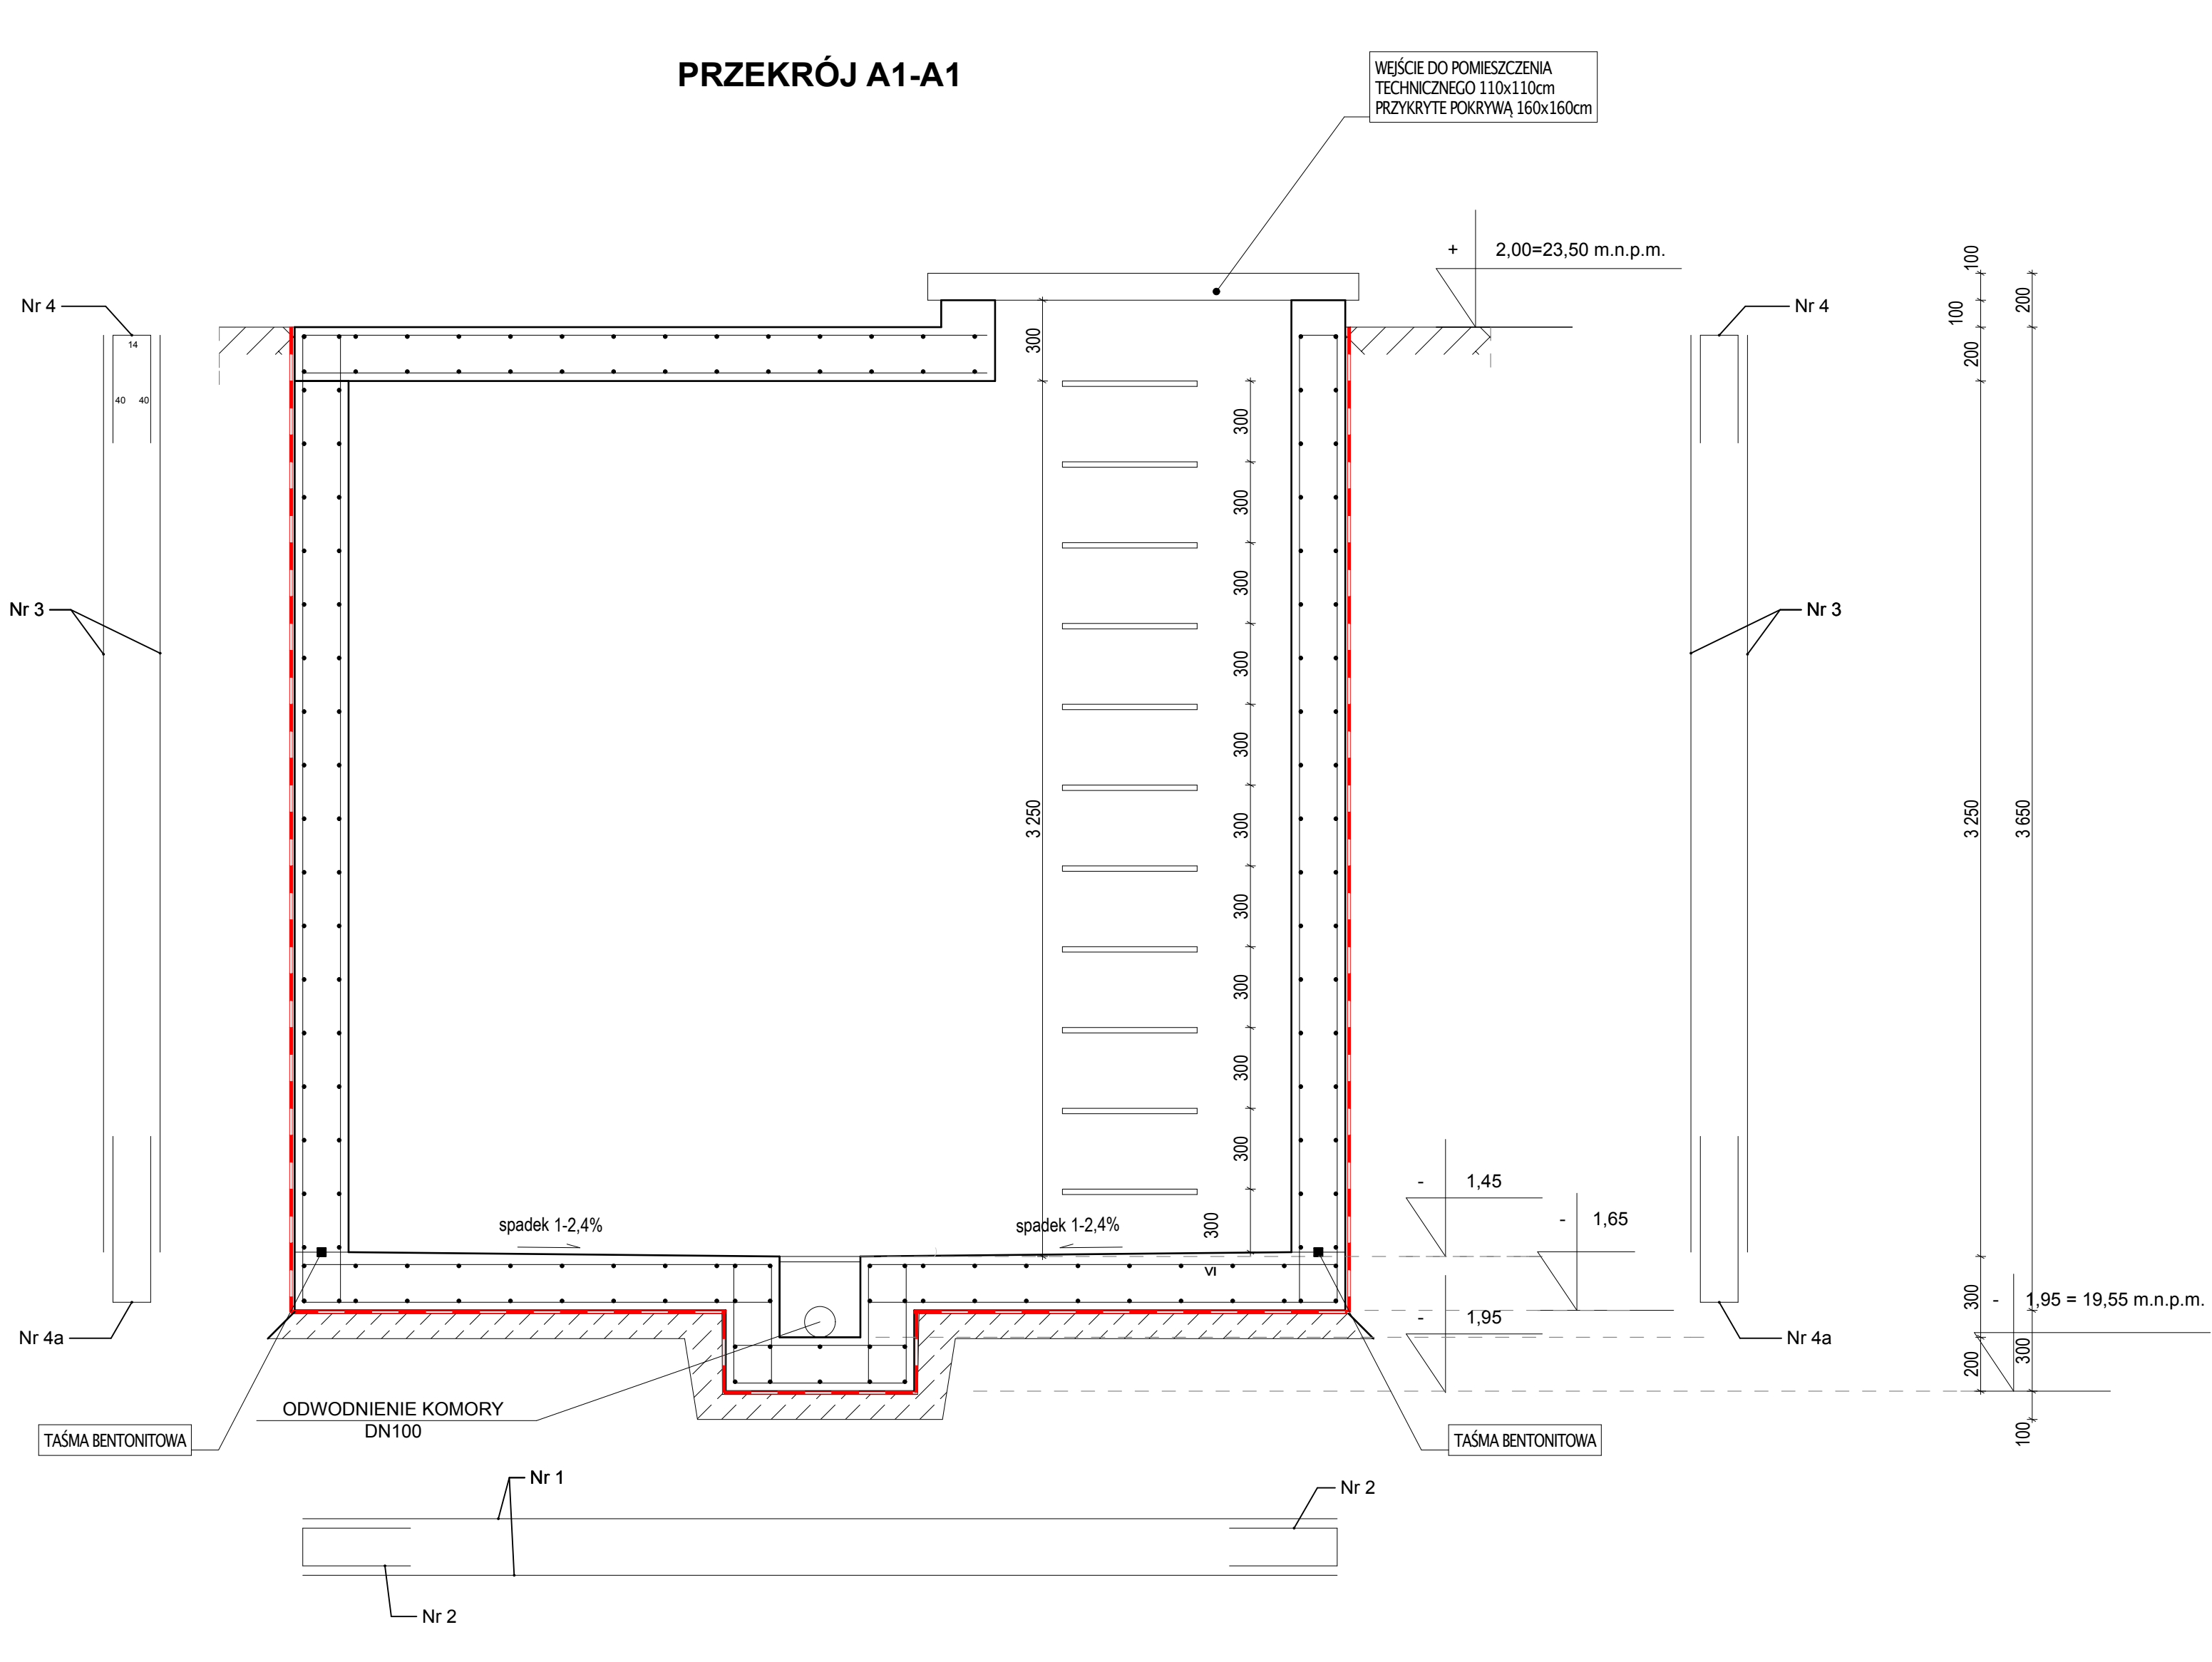 PRZEKRÓJ A1-A1
WEJŚCIE DO POMIESZCZENIA
TECHNICZNEGO 110x110cm
PRZYKRYTE POKRYWĄ 160x160cm
+ 2,00=23,50 m.n.p.m.
100
100
200
200
3 250
3 650
300
- 1,95 = 19,55 m.n.p.m.
200
300
100
Nr 4
14
40 40
Nr 3
Nr 4a
Nr 4
Nr 3
Nr 4a
300
3 250
300
300
300
300
300
300
300
300
300
300
300
VI
spadek 1-2,4%
spadek 1-2,4%
- 1,45
- 1,65
- 1,95
ODWODNIENIE KOMORY
DN100
TAŚMA BENTONITOWA
TAŚMA BENTONITOWA
Nr 1
Nr 2
Nr 2